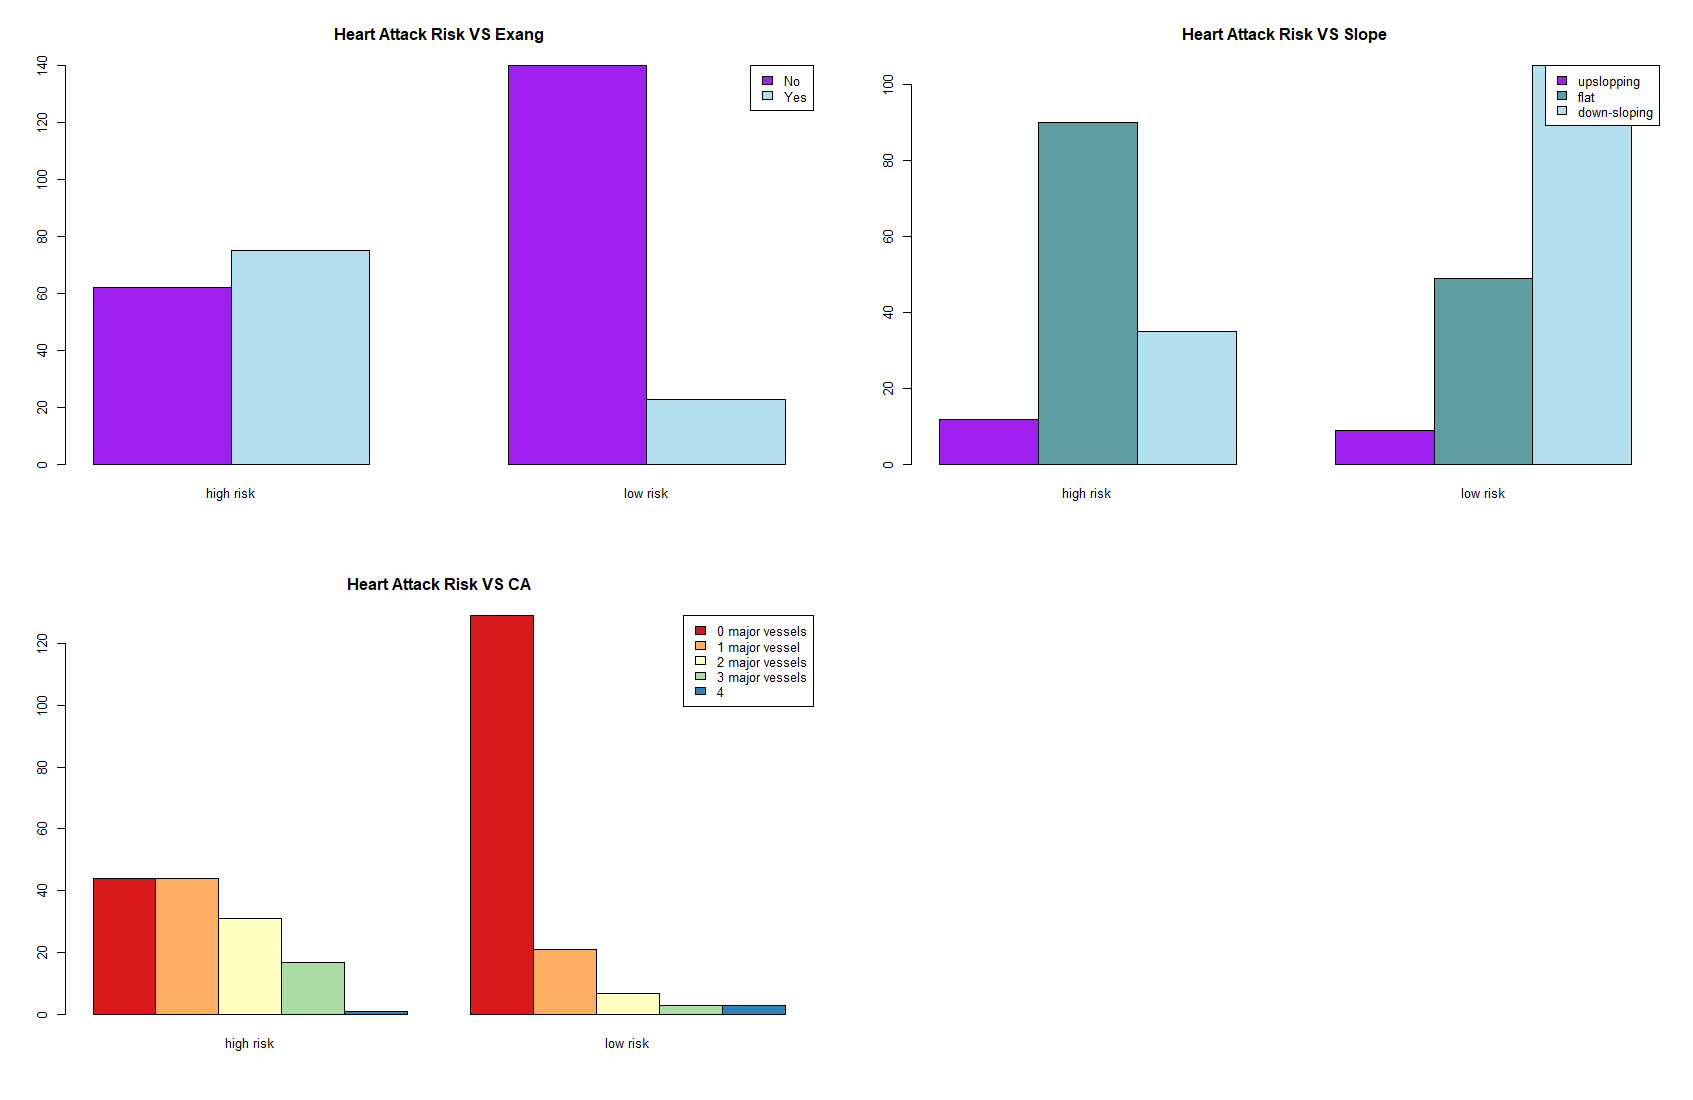 Heart Attack Risk VS Exang
140
120
100
80
60
40
20
0
No
Yes
high risk
low risk
Heart Attack Risk VS Slope
100
80
60
40
20
0
upslopping
flat
down-sloping
high risk
low risk
Heart Attack Risk VS CA
120
100
80
60
40
20
0
0 major vessels
1 major vessel
2 major vessels
3 major vessels
4
high risk
low risk